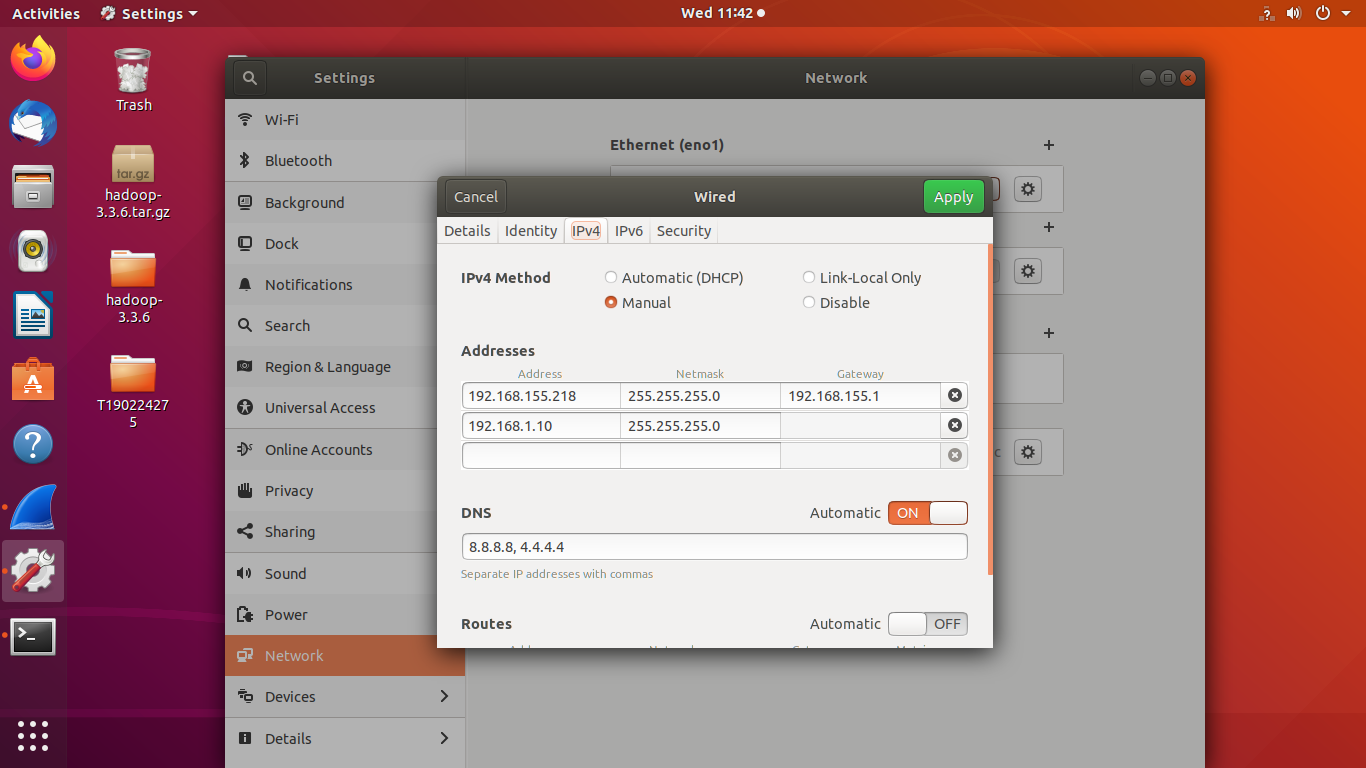 Activities Settings Wed 11:42
Trash
tar.gz
hadoop-
3.3.6.tar.gz
hadoop-
3.3.6
T19022427
5
Settings
Network
Wi-Fi
Bluetooth
Background
Dock
Notifications
Search
Region & Language
Universal Access
Online Accounts
Privacy
Sharing
Sound
Power
Network
Devices
Details
Ethernet (eno1)
Cancel Wired Apply
Details Identity IPv4 IPv6 Security
IPv4 Method Automatic (DHCP) Link-Local Only
Manual Disable
Addresses
Address Netmask Gateway
192.168.155.218 255.255.255.0 192.168.155.1
192.168.1.10 255.255.255.0
DNS Automatic ON
8.8.8.8, 4.4.4.4
Separate IP addresses with commas
Routes Automatic OFF